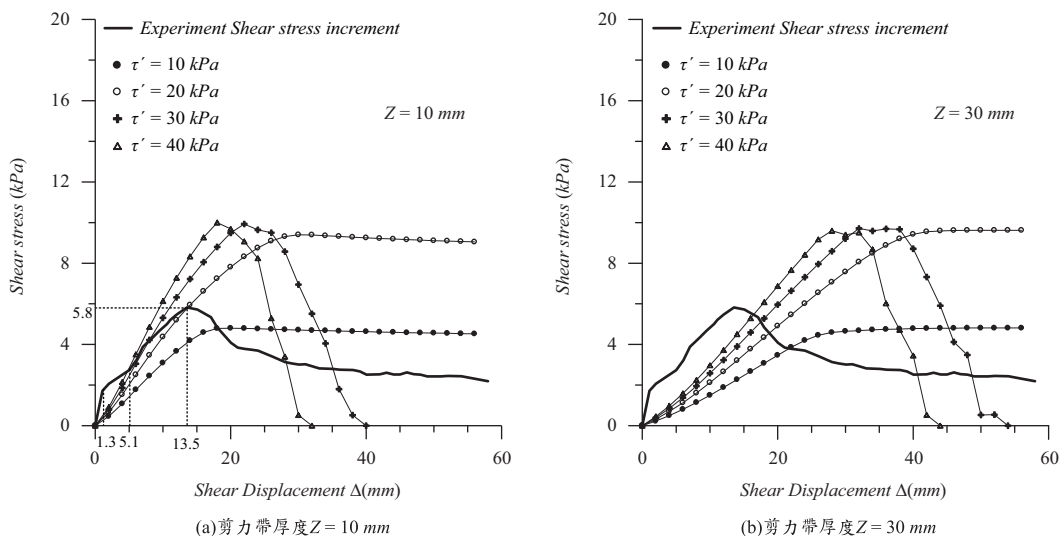 20
16
12
8
4
0
Shear stress (kPa)
Experiment Shear stress increment
τ´ = 10 kPa
τ´ = 20 kPa
τ´ = 30 kPa
τ´ = 40 kPa
Z = 10 mm
5.8
1.3
5.1
13.5
0
20
40
60
Shear Displacement Δ(mm)
(a)剪力帶厚度Z = 10 mm
20
16
12
8
4
0
Shear stress (kPa)
Experiment Shear stress increment
τ´ = 10 kPa
τ´ = 20 kPa
τ´ = 30 kPa
τ´ = 40 kPa
Z = 30 mm
0
20
40
60
Shear Displacement Δ(mm)
(b)剪力帶厚度Z = 30 mm